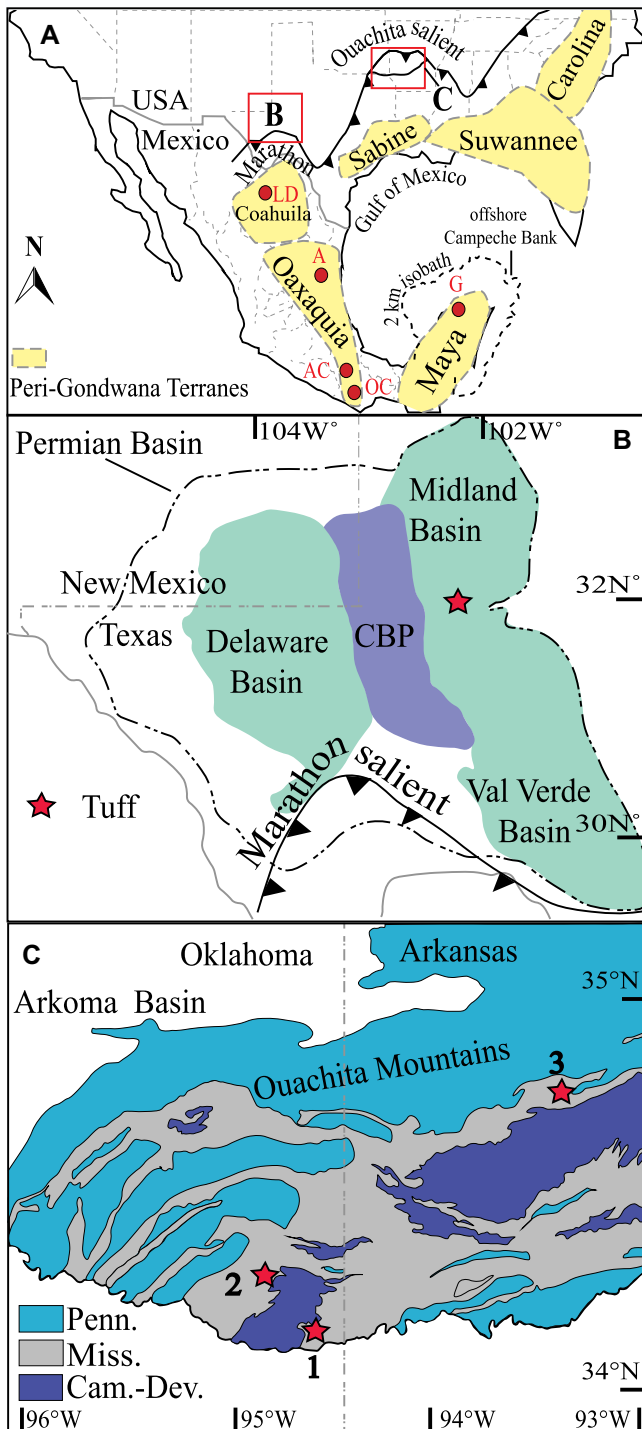 A
Ouachita salient
Carolina
USA
B
C
Mexico
Sabine
Suwannee
Marathon
LD
Coahuila
Gulf of Mexico
offshore
Campeche Bank
N
A
2 km isobath
G
Oaxaquia
Maya
AC
OC
Peri-Gondwana Terranes
104W°
102W°
B
Permian Basin
Midland
Basin
New Mexico
32N°
Texas
Delaware
Basin
CBP
Marathon salient
Tuff
Val Verde
Basin
30N°
C
Oklahoma
Arkansas
35°N
Arkoma Basin
Ouachita Mountains
3
2
1
Penn.
Miss.
Cam.-Dev.
34°N
96°W
95°W
94°W
93°W